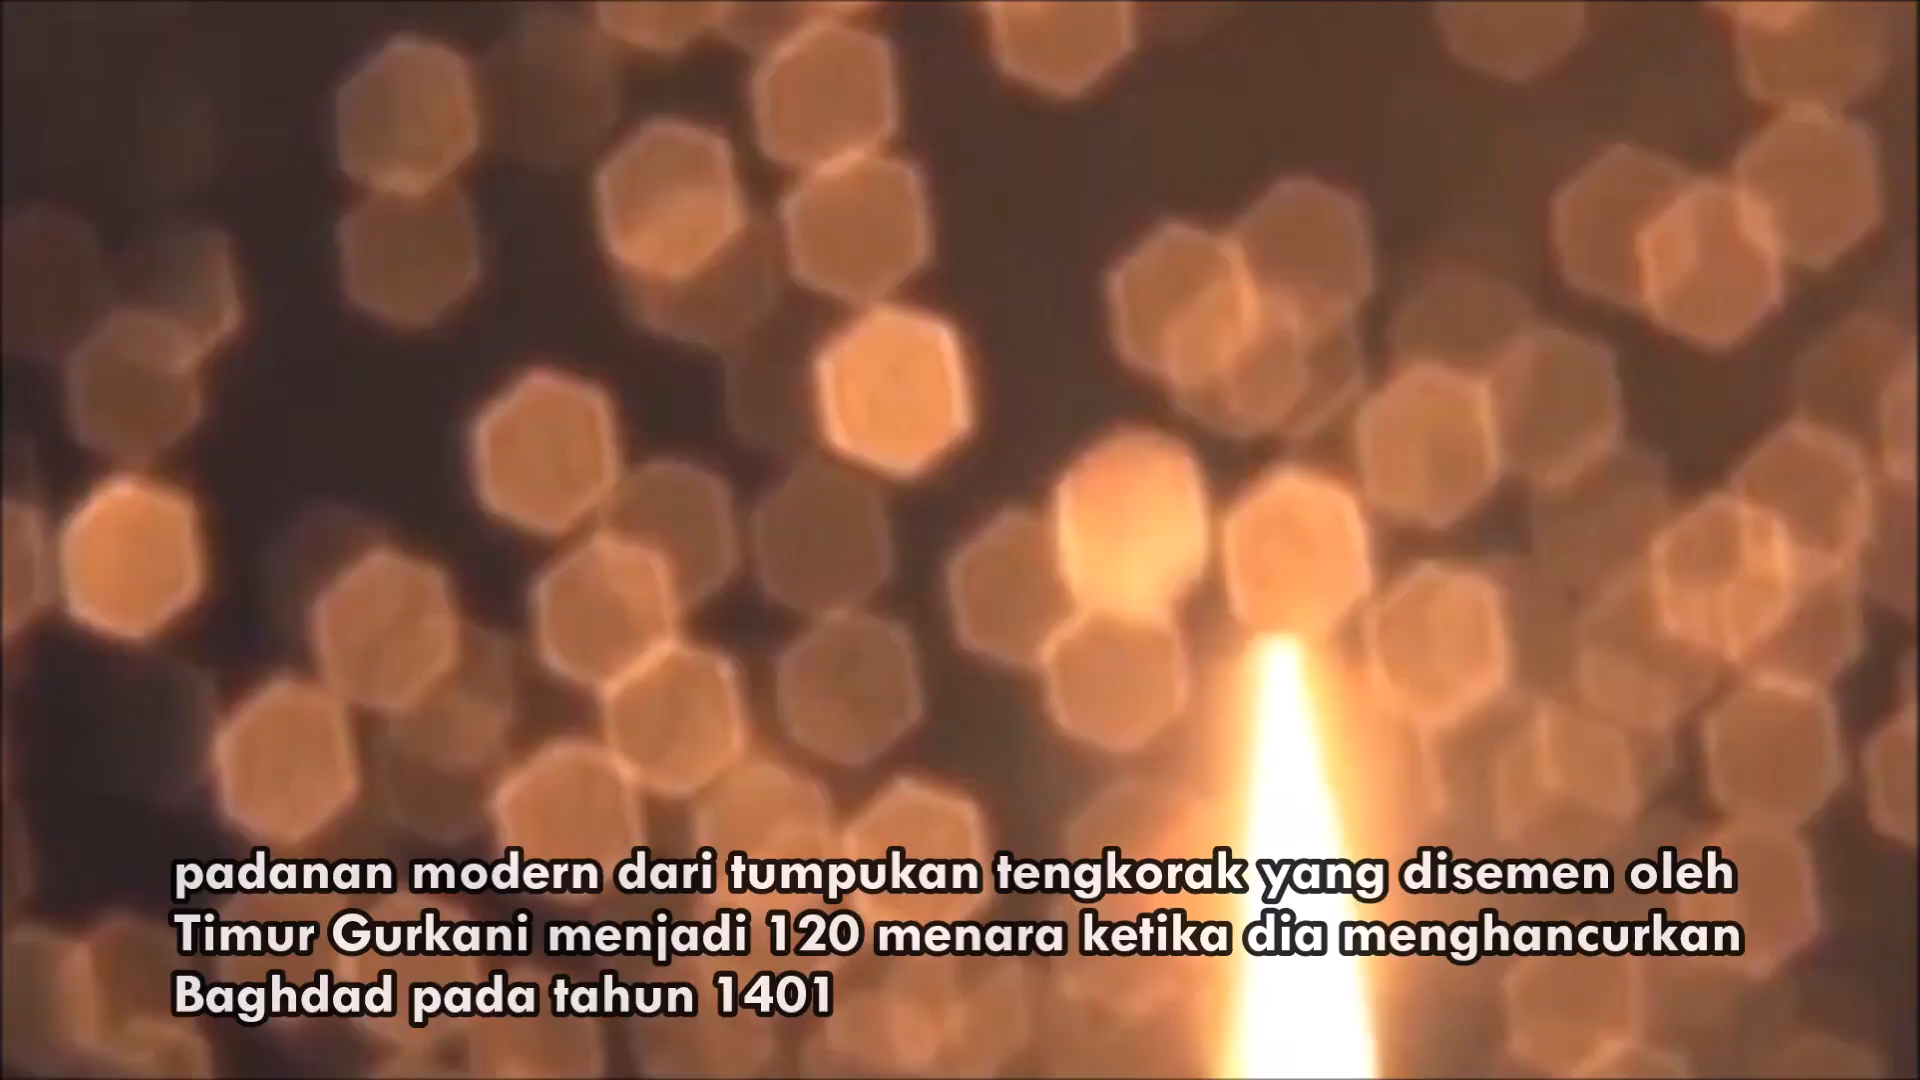 padanan modern dari tumpukan tengkorak yang disemen oleh
Timur Gurkani menjadi 120 menara ketika dia menghancurkan
Baghdad pada tahun 1401